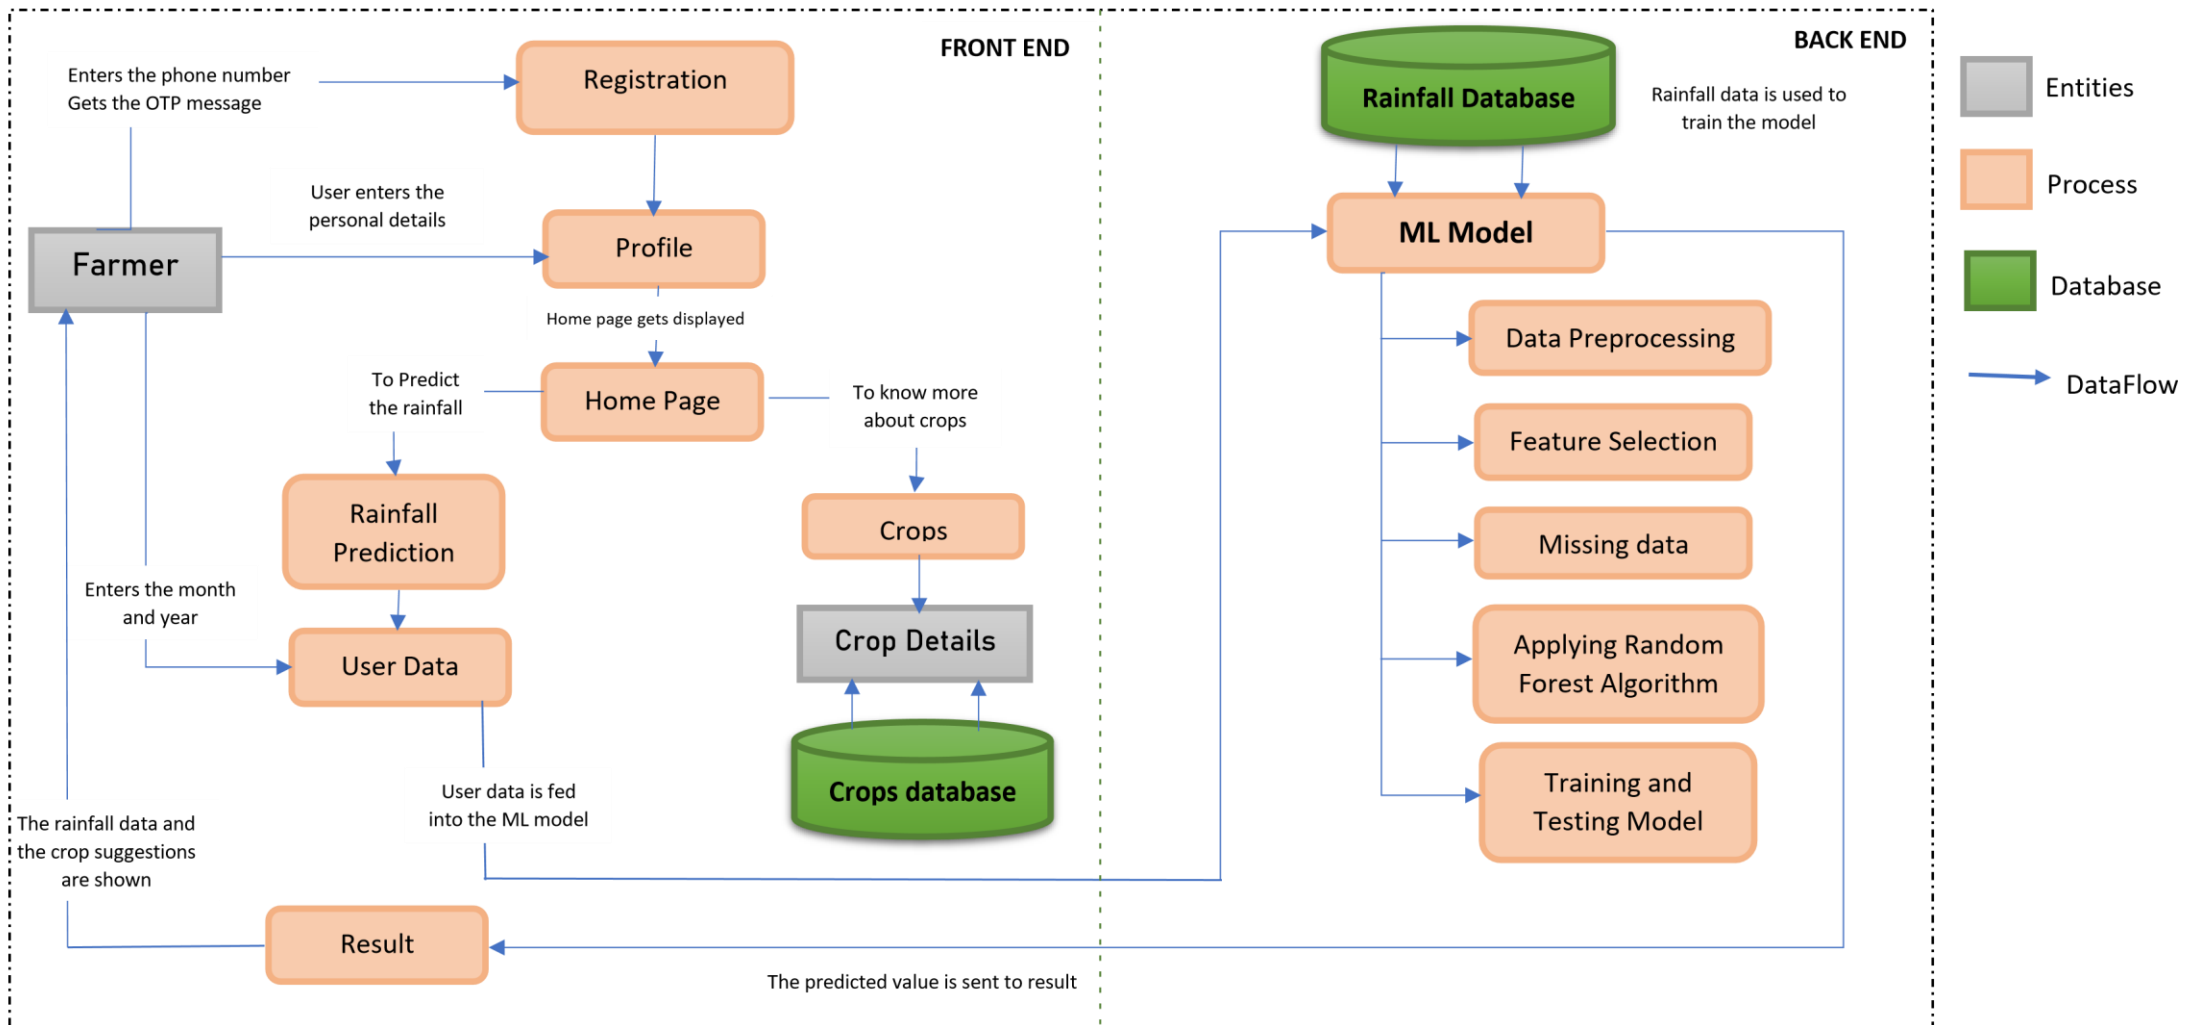 FRONT END
BACK END
Enters the phone number
Gets the OTP message
Registration
User enters the
personal details
Farmer
Profile
Home page gets displayed
To Predict
the rainfall
Home Page
To know more
about crops
Rainfall
Prediction
Crops
Enters the month
and year
User Data
Crop Details
Crops database
User data is fed
into the ML model
The rainfall data and
the crop suggestions
are shown
Result
The predicted value is sent to result
Rainfall Database
Rainfall data is used to
train the model
ML Model
Data Preprocessing
Feature Selection
Missing data
Applying Random
Forest Algorithm
Training and
Testing Model
Entities
Process
Database
DataFlow